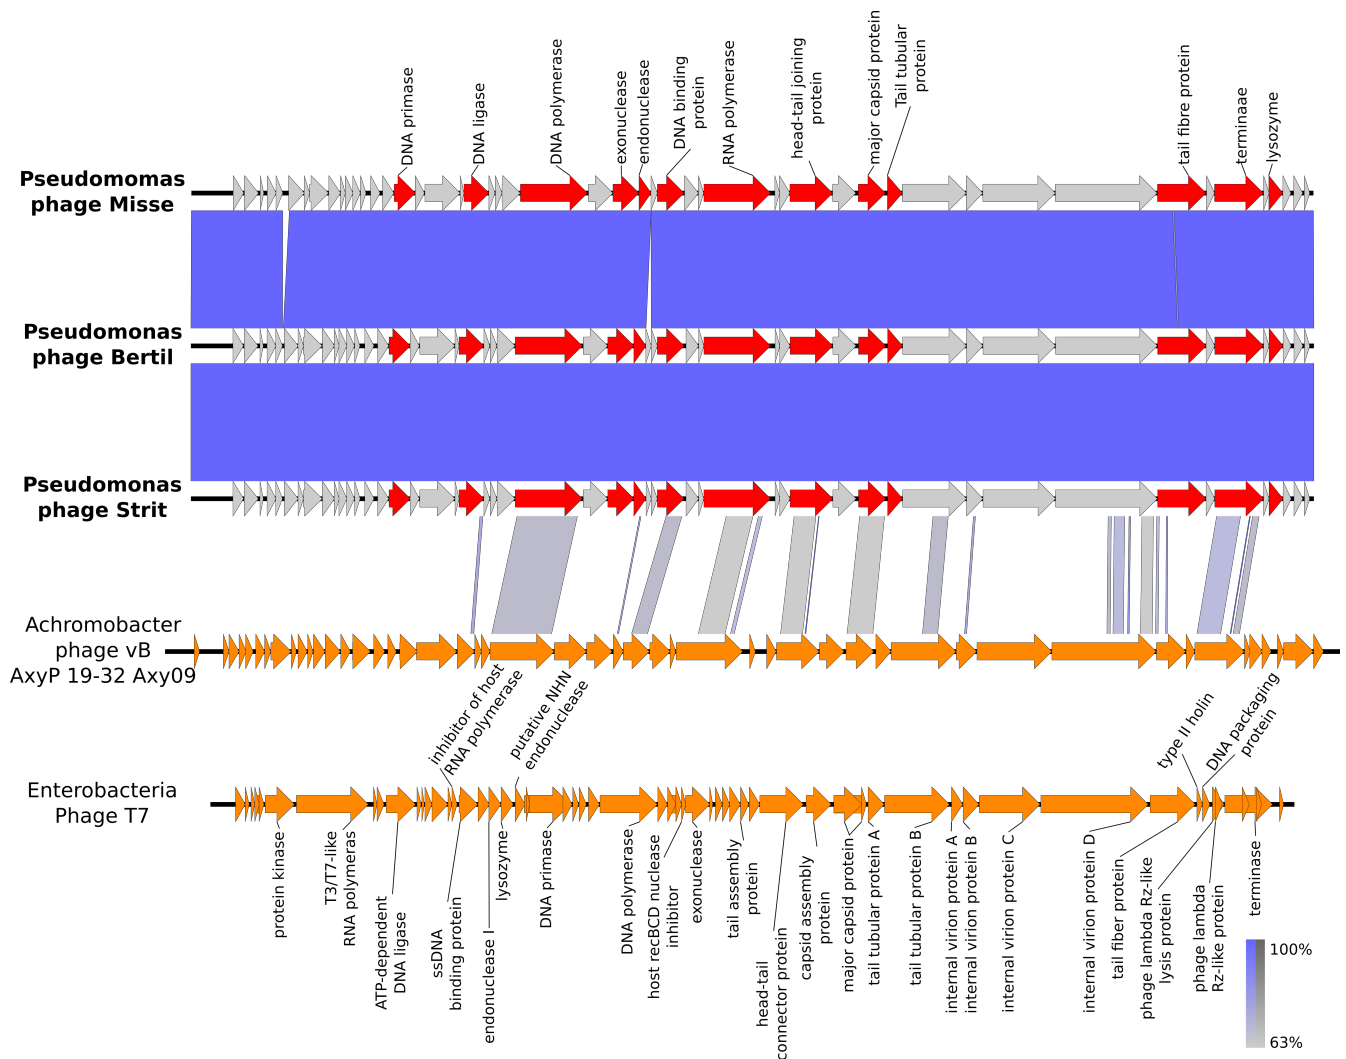 DNA primase
DNA ligase
DNA polymerase
exonuclease
endonuclease
DNA binding
protein
RNA polymerase
head-tail joining
protein
major capsid protein
Tail tubular
protein
tail fibre protein
terminaae
lysozyme
Pseudomomas
phage Misse
Pseudomonas
phage Bertil
Pseudomonas
phage Strit
Achromobacter
phage vB
AxyP 19-32 Axy09
inhibitor of host
RNA polymerase
putative NHN
endonuclease
type II holin
DNA packaging
protein
Enterobacteria
Phage T7
protein kinase
T3/T7-like
RNA polymeras
ATP-dependent
DNA ligase
ssDNA
binding protein
endonuclease I
lysozyme
DNA primase
DNA polymerase
host recBCD nuclease
inhibitor
exonuclease
tail assembly
protein
head-tail
connector protein
capsid assembly
protein
major capsid protein
tail tubular protein A
tail tubular protein B
internal virion protein A
internal virion protein B
internal virion protein C
internal virion protein D
tail fiber protein
phage lambda Rz-like
lysis protein
phage lambda
Rz-like protein
terminase
100%
63%